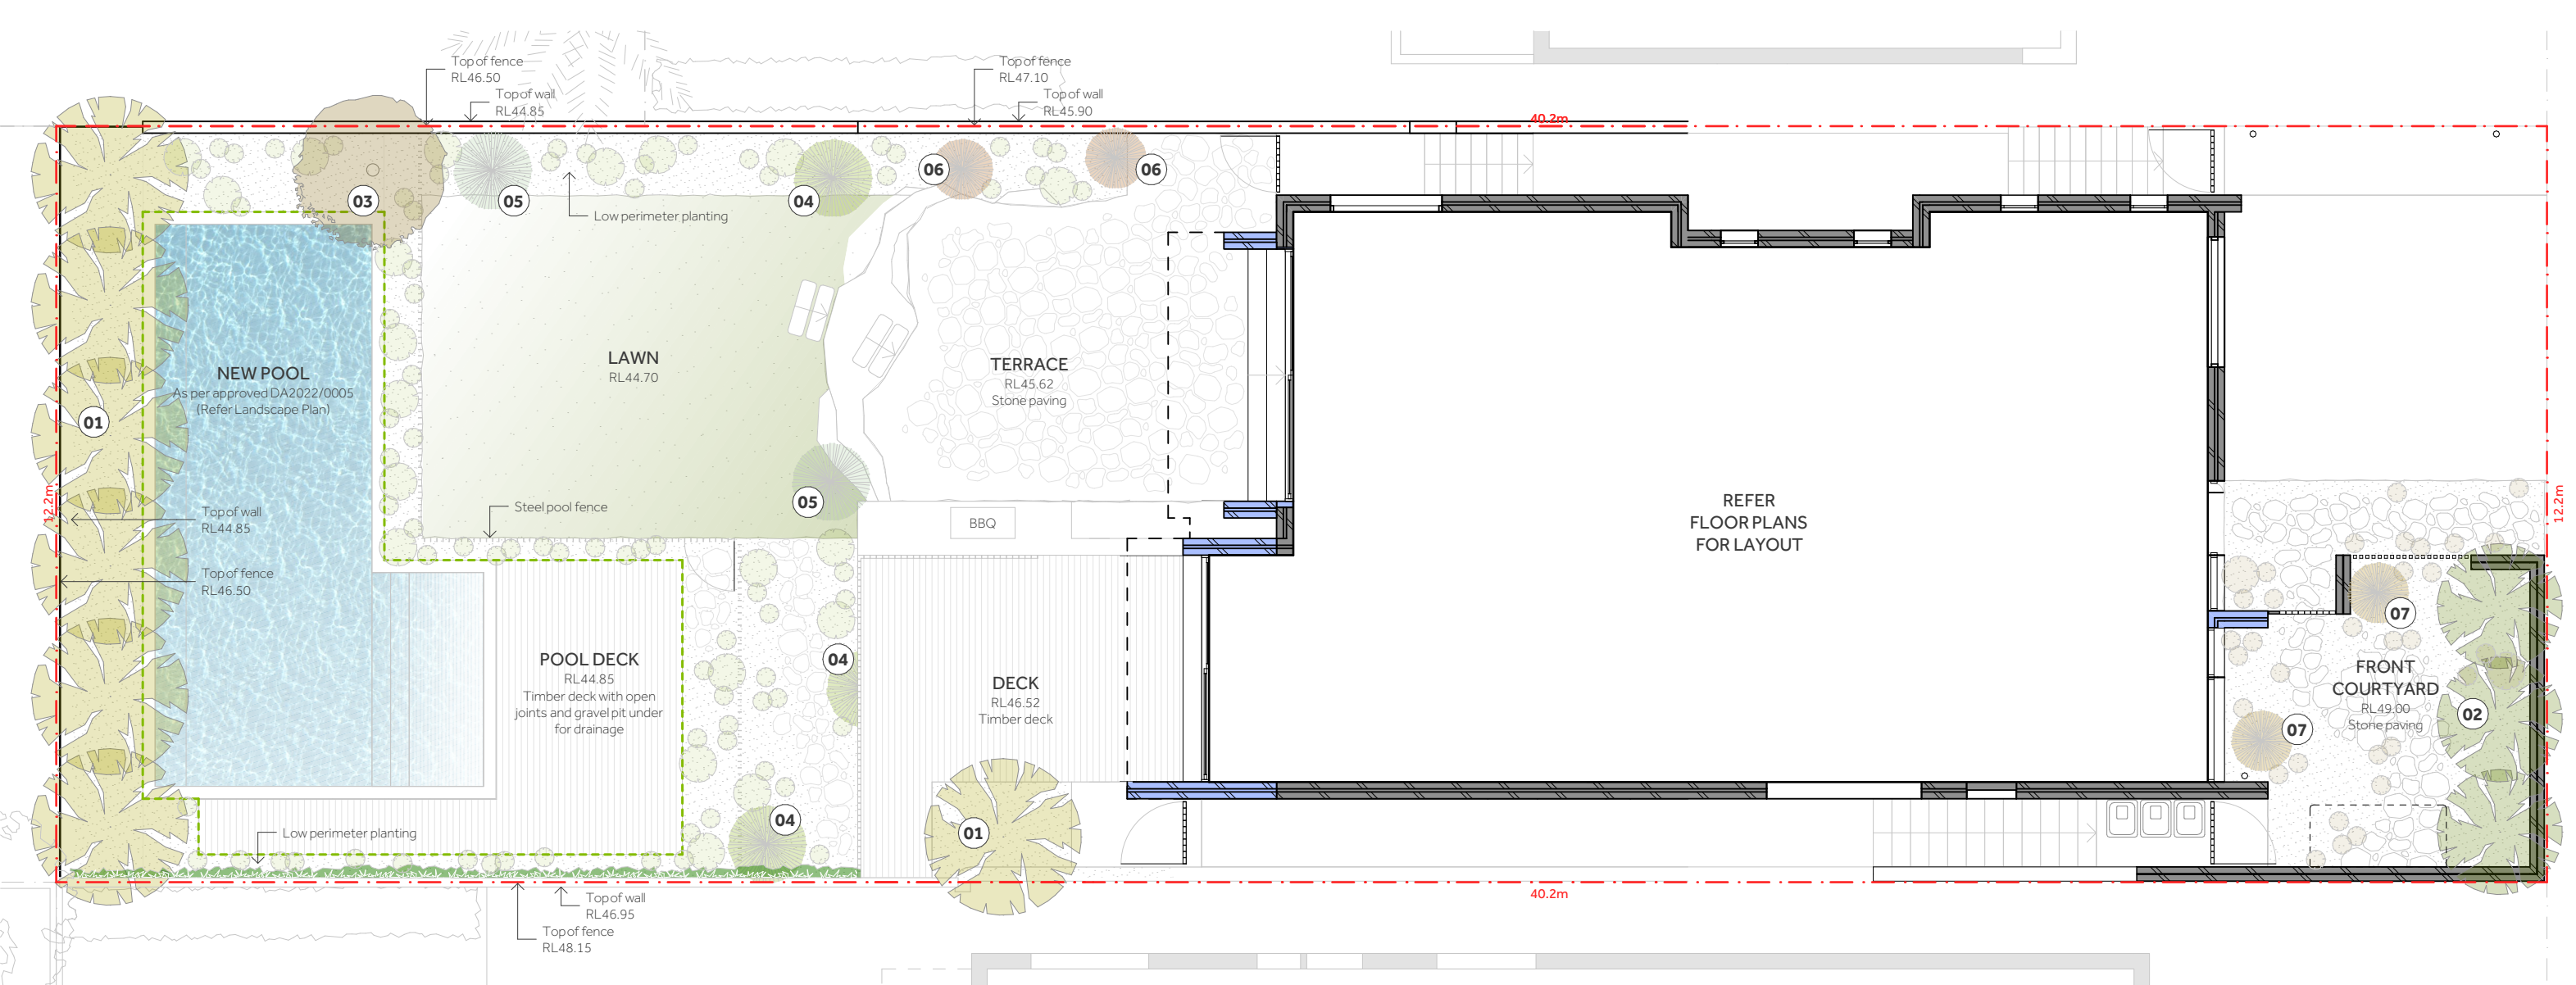 Top of fence
RL46.50
Top of wall
RL44.85
Top of fence
RL47.10
Top of wall
RL45.90
40.2m
03
05
Low perimeter planting
04
06
06
NEW POOL
As per approved DA2022/0005
(Refer Landscape Plan)
LAWN
RL44.70
TERRACE
RL45.62
Stone paving
01
12.2m
Top of wall
RL44.85
Top of fence
RL46.50
Steel pool fence
05
BBQ
REFER
FLOOR PLANS
FOR LAYOUT
12.2m
POOL DECK
RL44.85
Timber deck with open
joints and gravel pit under
for drainage
04
DECK
RL46.52
Timber deck
07
FRONT
COURTYARD
RL49.00
Stone paving
02
07
Low perimeter planting
04
01
40.2m
Top of wall
RL46.95
Top of fence
RL48.15